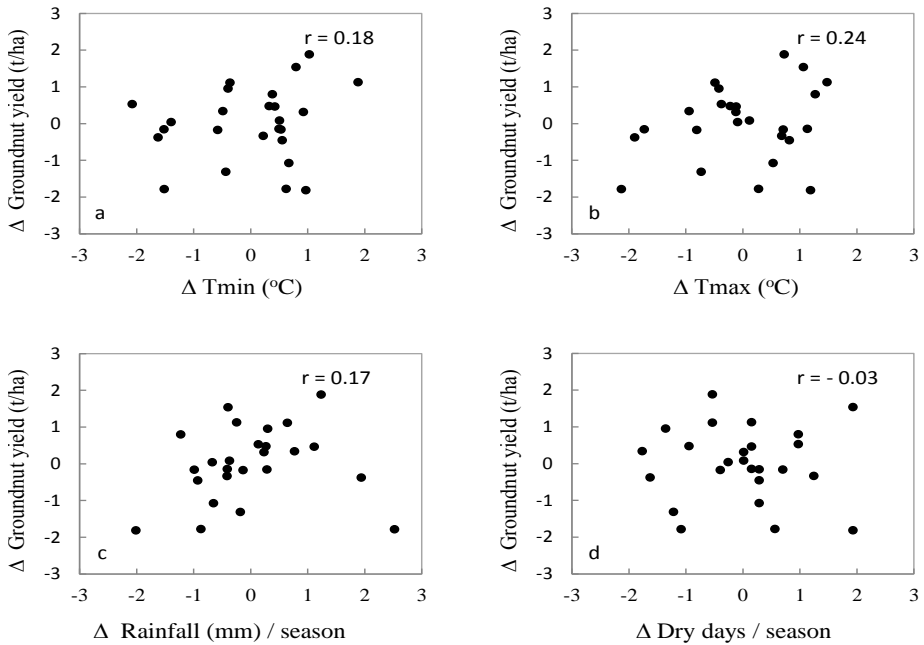 3
2
1
0
-1
-2
-3
Δ Groundnut yield (t/ha)
r = 0.18
a
-3 -2 -1 0 1 2 3
Δ Tmin (°C)
3
2
1
0
-1
-2
-3
Δ Groundnut yield (t/ha)
r = 0.24
b
-3 -2 -1 0 1 2 3
Δ Tmax (°C)
3
2
1
0
-1
-2
-3
Δ Groundnut yield (t/ha)
r = 0.17
c
-3 -2 -1 0 1 2 3
Δ Rainfall (mm) / season
3
2
1
0
-1
-2
-3
Δ Groundnut yield (t/ha)
r = - 0.03
d
-3 -2 -1 0 1 2 3
Δ Dry days / season